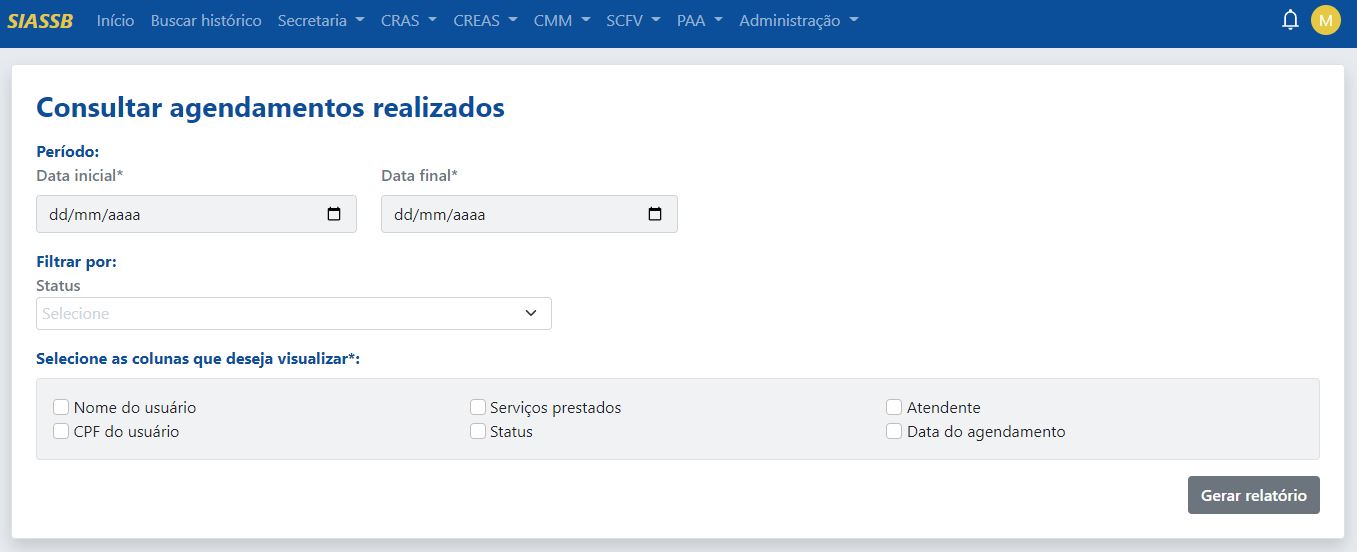 SIASSB Início Buscar histórico Secretaria CRAS CREAS CMM SCFV PAA Administração M
Consultar agendamentos realizados
Período:
Data inicial* Data final*
dd/mm/aaaa dd/mm/aaaa
Filtrar por:
Status
Selecione
Selecione as colunas que deseja visualizar*:
Nome do usuário Serviços prestados Atendente
CPF do usuário Status Data do agendamento
Gerar relatório